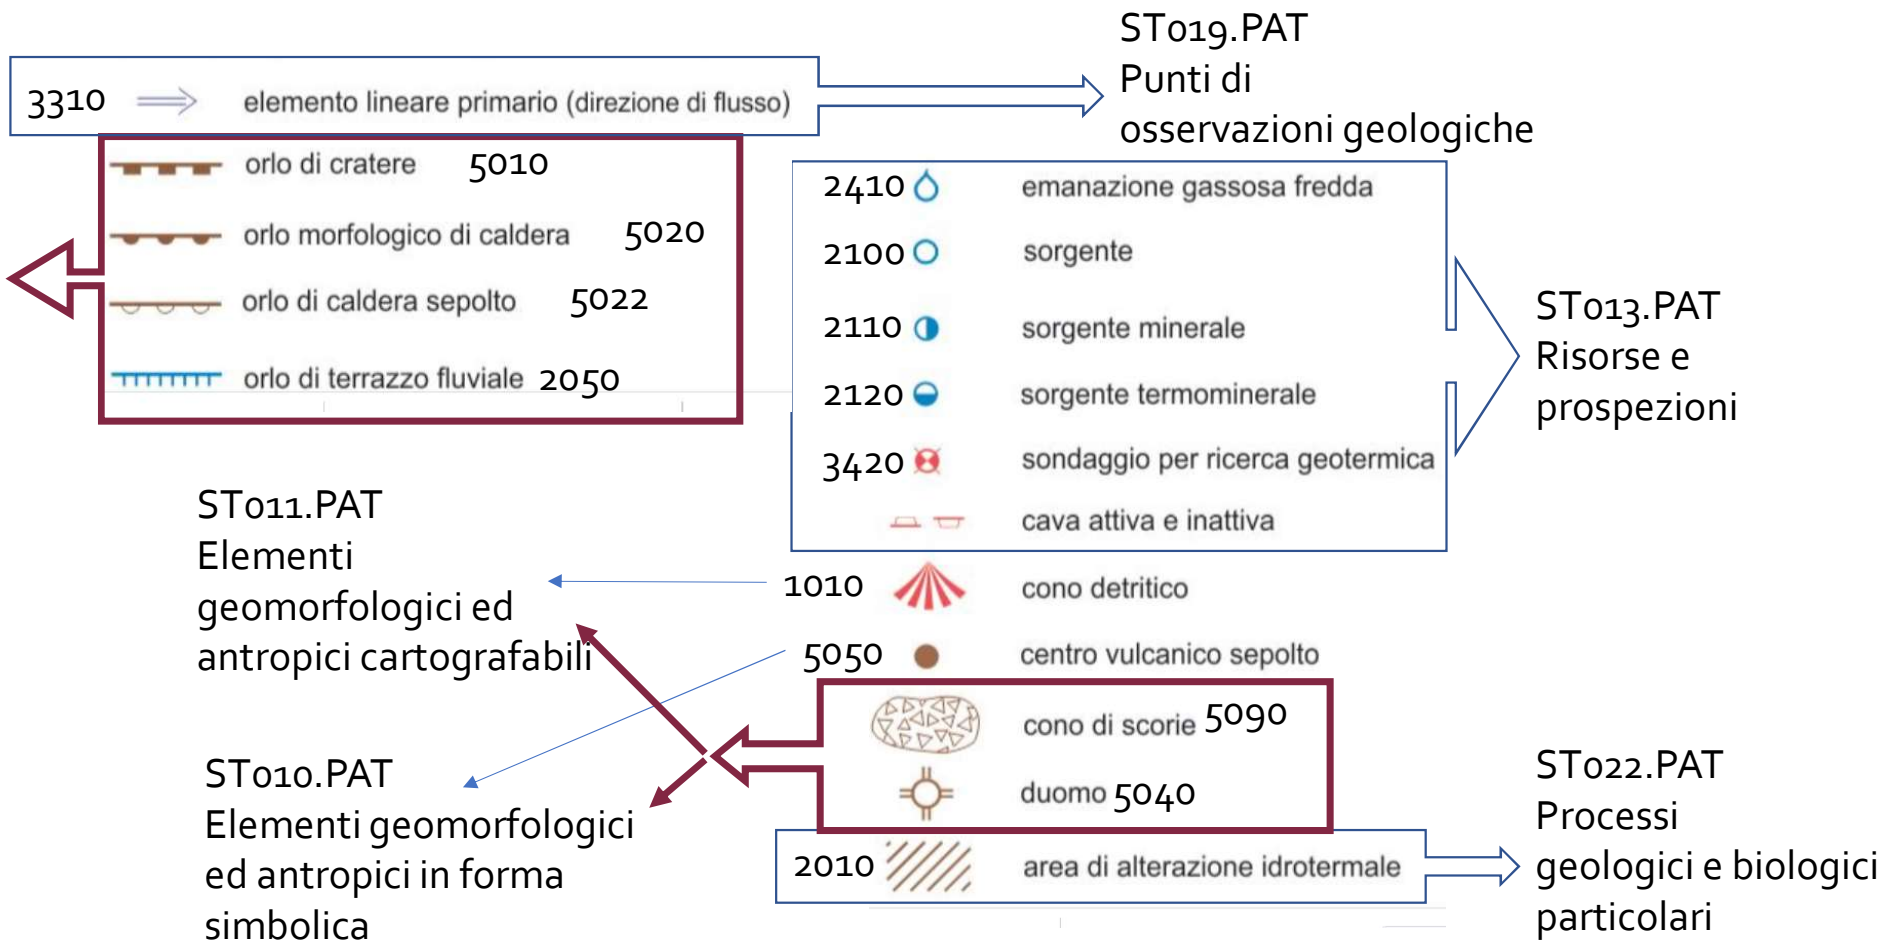 ST019.PAT
Punti di
osservazioni geologiche
3310 elemento lineare primario (direzione di flusso)
orlo di cratere 5010
orlo morfologico di caldera 5020
orlo di caldera sepolto 5022
orlo di terrazzo fluviale 2050
2410 emanazione gassosa fredda
2100 sorgente
2110 sorgente minerale
2120 sorgente termominerale
3420 sondaggio per ricerca geotermica
cava attiva e inattiva
ST013.PAT
Risorse e
prospezioni
ST011.PAT
Elementi
geomorfologici ed
antropici cartografabili
1010 cono detritico
5050 centro vulcanico sepolto
cono di scorie 5090
duomo 5040
2010 area di alterazione idrotermale
ST010.PAT
Elementi geomorfologici
ed antropici in forma
simbolica
ST022.PAT
Processi
geologici e biologici
particolari